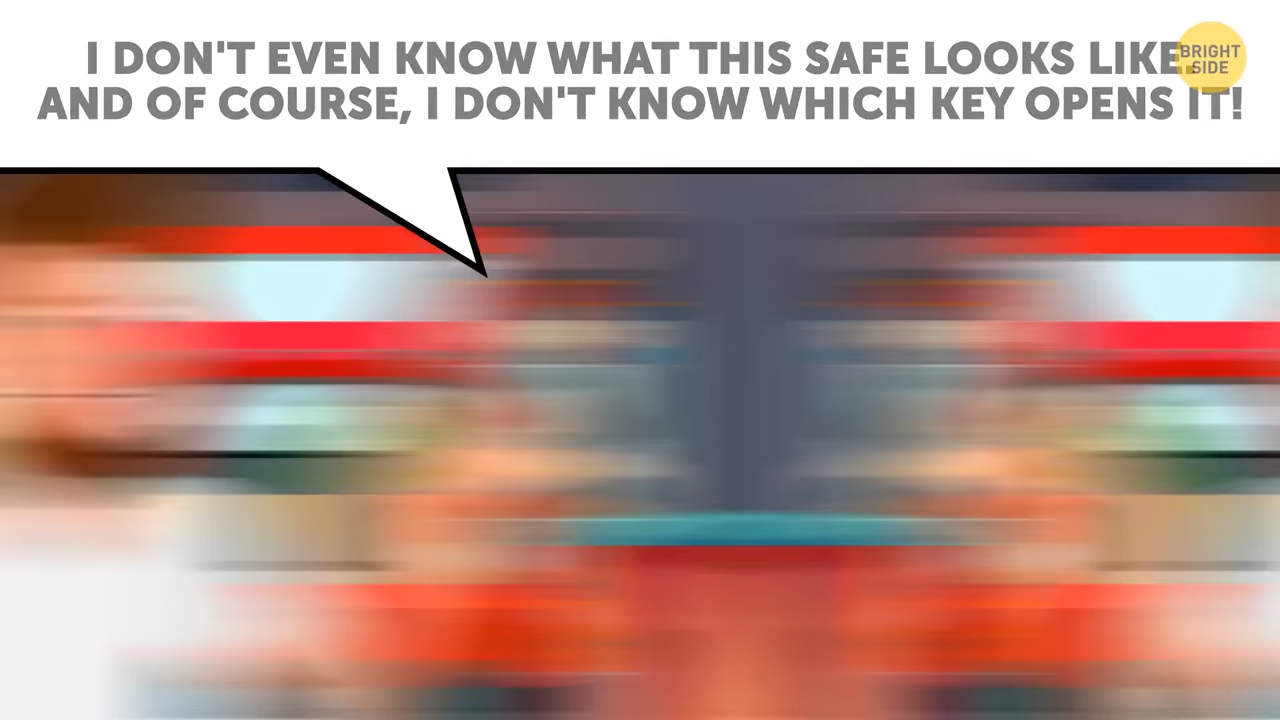 I DON'T EVEN KNOW WHAT THIS SAFE LOOKS LIKE.
AND OF COURSE, I DON'T KNOW WHICH KEY OPENS IT!
BRIGHT
SIDE